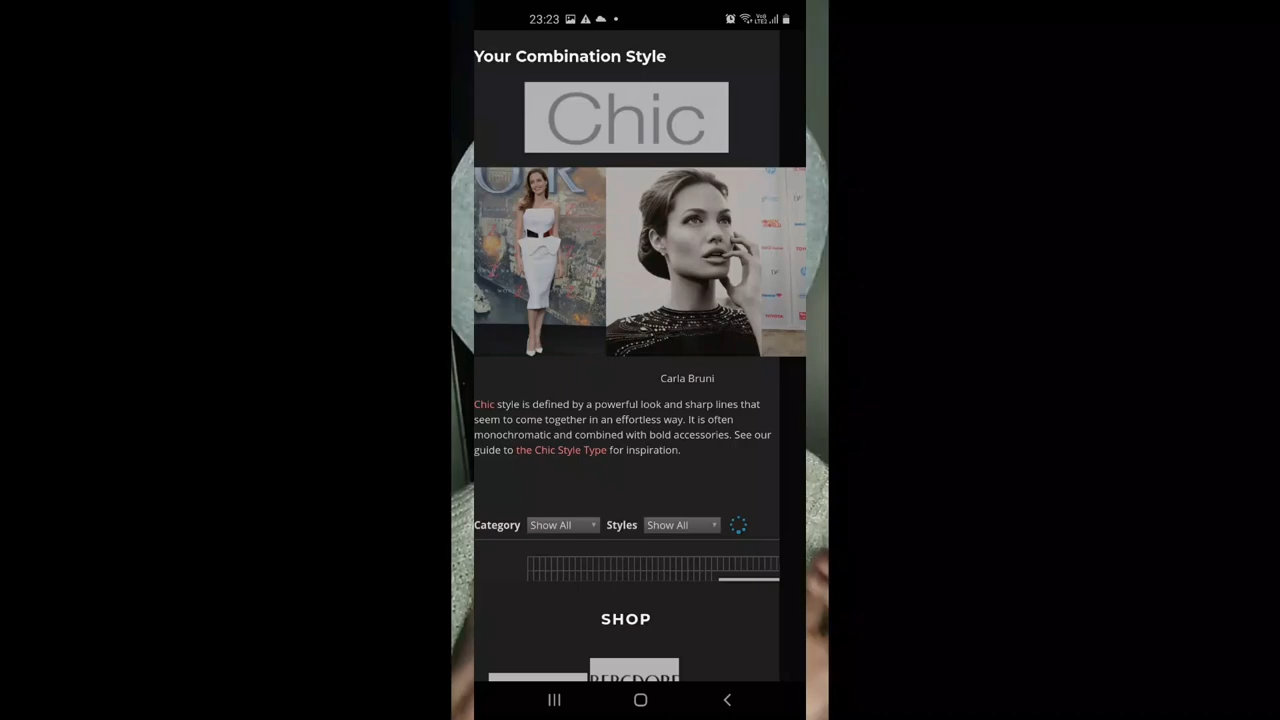 23:23
Vo9
LTE2
Your Combination Style
Chic
Carla Bruni
Chic style is defined by a powerful look and sharp lines that
seem to come together in an effortless way. It is often
monochromatic and combined with bold accessories. See our
guide to the Chic Style Type for inspiration.
Category Show All Styles Show All
SHOP